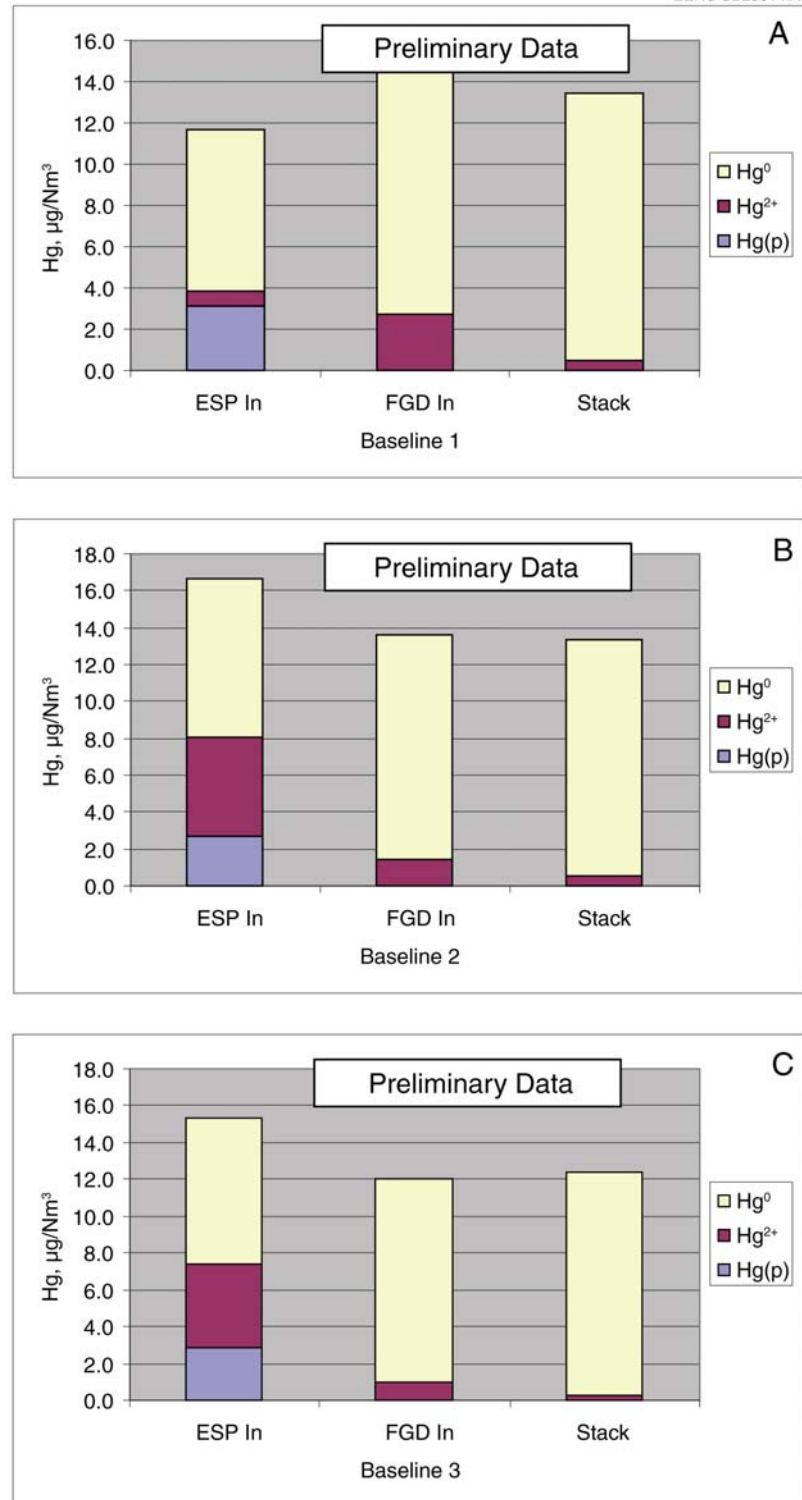 A
Preliminary Data
16.0
14.0
12.0
10.0
8.0
6.0
4.0
2.0
0.0
Hg, µg/Nm³
Hg⁰
Hg²⁺
Hg(p)
ESP In FGD In Stack
Baseline 1
B
Preliminary Data
18.0
16.0
14.0
12.0
10.0
8.0
6.0
4.0
2.0
0.0
Hg, µg/Nm³
Hg⁰
Hg²⁺
Hg(p)
ESP In FGD In Stack
Baseline 2
C
Preliminary Data
18.0
16.0
14.0
12.0
10.0
8.0
6.0
4.0
2.0
0.0
Hg, µg/Nm³
Hg⁰
Hg²⁺
Hg(p)
ESP In FGD In Stack
Baseline 3